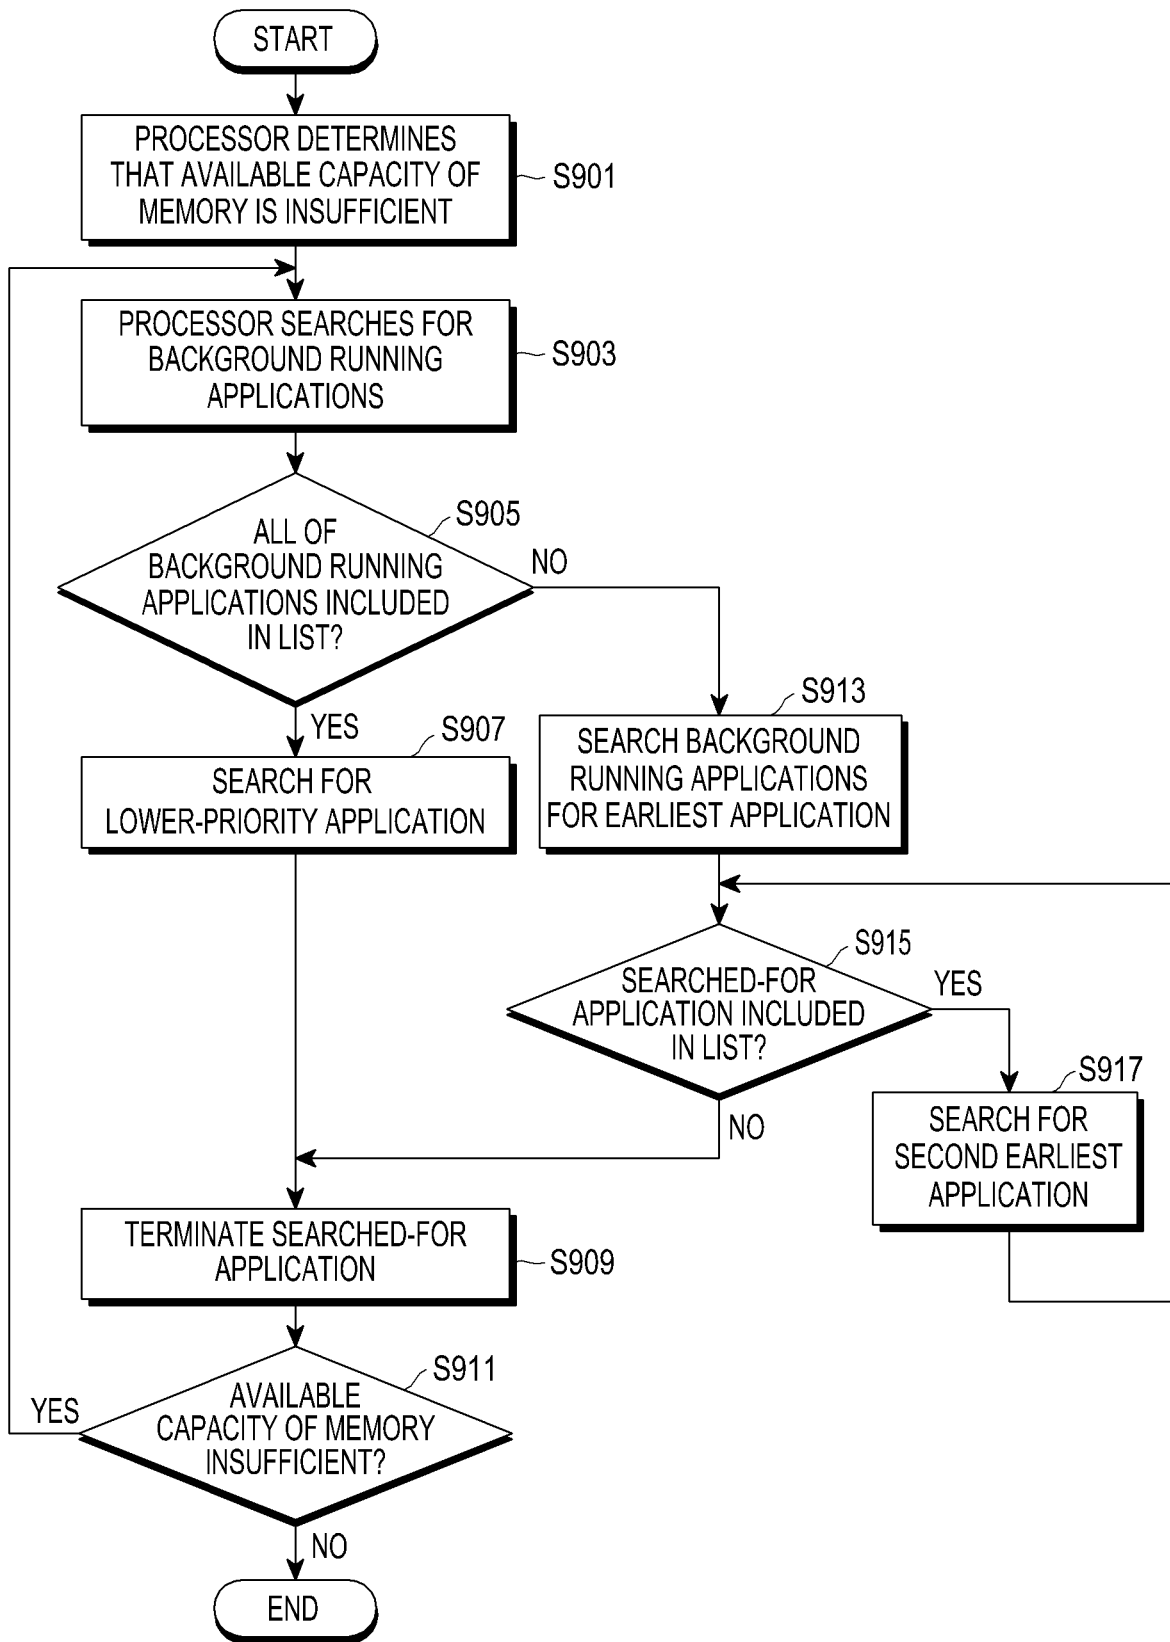 START
PROCESSOR DETERMINES
THAT AVAILABLE CAPACITY OF
MEMORY IS INSUFFICIENT
S901
PROCESSOR SEARCHES FOR
BACKGROUND RUNNING
APPLICATIONS
S903
S905
ALL OF
BACKGROUND RUNNING
APPLICATIONS INCLUDED
IN LIST?
NO
YES
S907
SEARCH FOR
LOWER-PRIORITY APPLICATION
S913
SEARCH BACKGROUND
RUNNING APPLICATIONS
FOR EARLIEST APPLICATION
S915
SEARCHED-FOR
APPLICATION INCLUDED
IN LIST?
YES
NO
S917
SEARCH FOR
SECOND EARLIEST
APPLICATION
TERMINATE SEARCHED-FOR
APPLICATION
S909
S911
AVAILABLE
CAPACITY OF MEMORY
INSUFFICIENT?
YES
NO
END